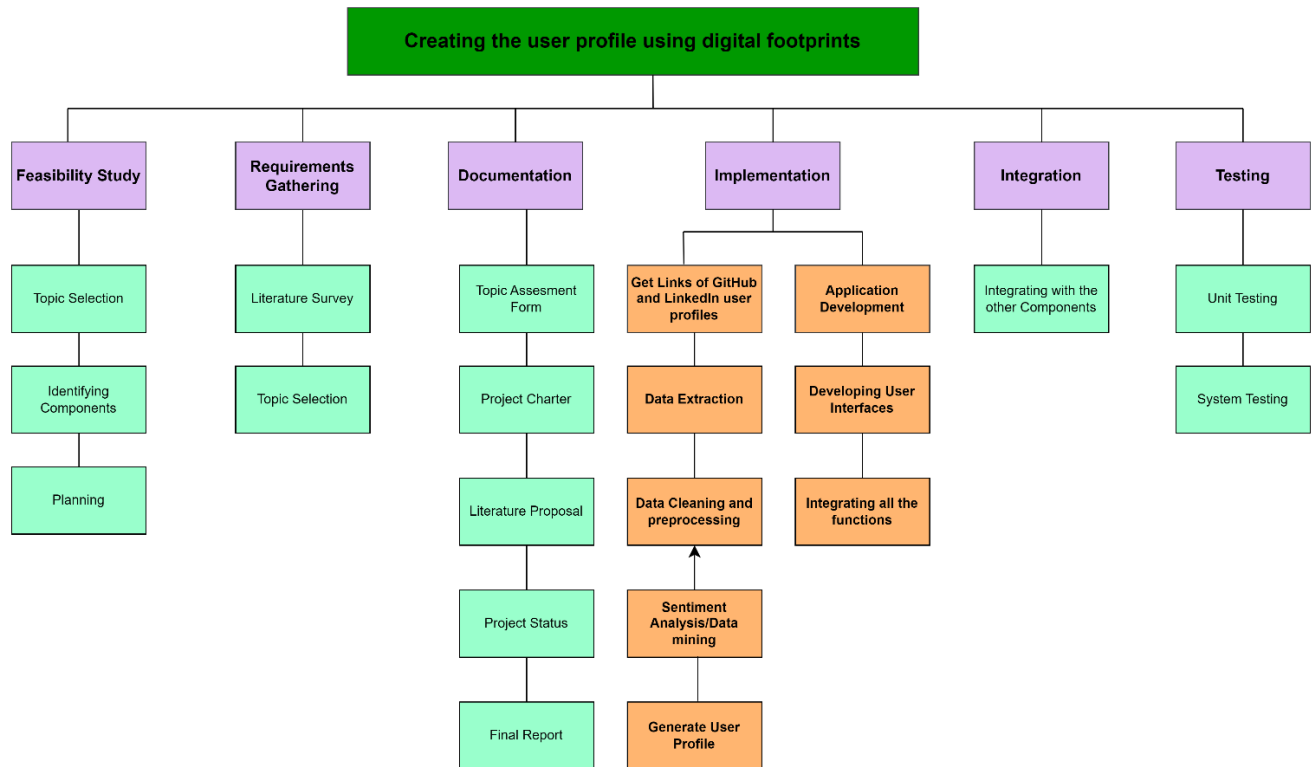 Creating the user profile using digital footprints
Feasibility Study
Requirements
Gathering
Documentation
Implementation
Integration
Testing
Topic Selection
Literature Survey
Topic Assesment
Form
Get Links of GitHub
and LinkedIn user
profiles
Application
Development
Integrating with the
other Components
Unit Testing
Identifying
Components
Topic Selection
Project Charter
Data Extraction
Developing User
Interfaces
System Testing
Planning
Literature Proposal
Data Cleaning and
preprocessing
Integrating all the
functions
Project Status
Sentiment
Analysis/Data
mining
Final Report
Generate User
Profile